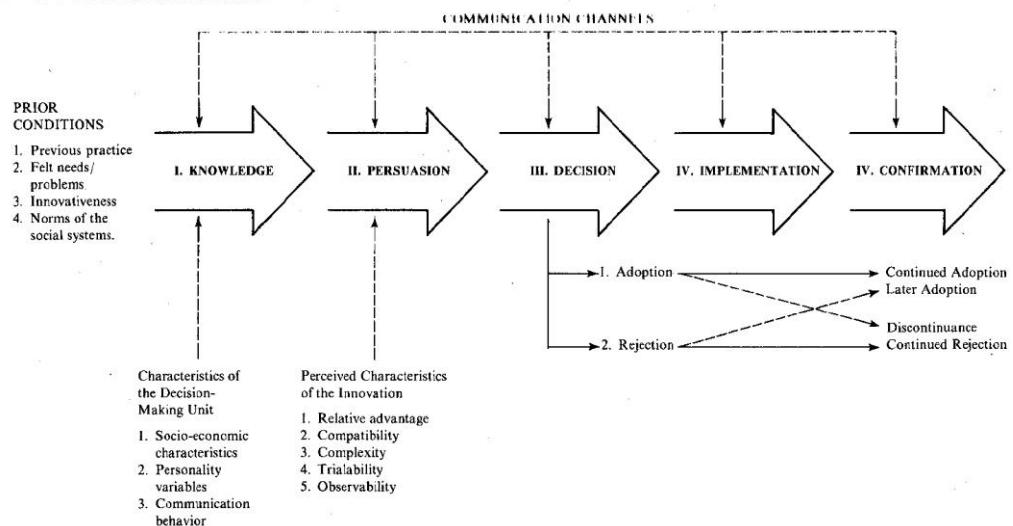 COMMUNICATION CHANNELS
PRIOR
CONDITIONS
1. Previous practice
2. Felt needs/
problems
3. Innovativeness
4. Norms of the
social systems.
I. KNOWLEDGE
II. PERSUASION
III. DECISION
IV. IMPLEMENTATION
IV. CONFIRMATION
1. Adoption
Continued Adoption
Later Adoption
Discontinuance
2. Rejection
Continued Rejection
Characteristics of
the Decision-
Making Unit
1. Socio-economic
characteristics
2. Personality
variables
3. Communication
behavior
Perceived Characteristics
of the Innovation
1. Relative advantage
2. Compatibility
3. Complexity
4. Trialability
5. Observability